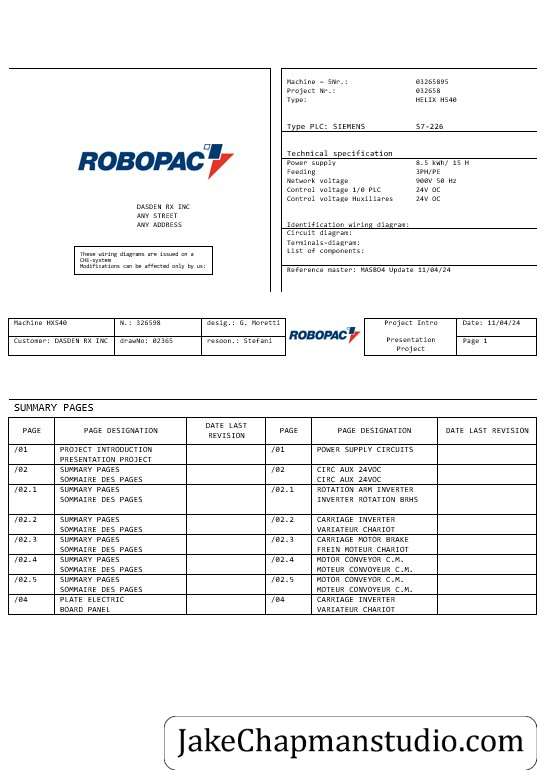 Machine – SNr.: 03265895
Project Nr.: 032658
Type: HELIX HS40
Type PLC: SIEMENS S7-226
ROBOPAC
Technical specification
Power supply 8.5 kWh/ 15 H
Feeding 3PH/PE
Network voltage 900V 50 Hz
Control voltage 1/0 PLC 24V OC
Control voltage Huxiliares 24V OC
DASDEN RX INC
ANY STREET
ANY ADDRESS
Identification wiring diagram:
Circuit diagram:
Terminals-diagram:
List of components:
These wiring diagrams are issued on a
CHE-system
Modifications can be affected only by us:
Reference master: MASBO4 Update 11/04/24
Machine HXS40 N.: 326598 desig.: G. Moretti ROBOPAC Project Intro Date: 11/04/24
Customer: DASDEN RX INC drawNo: 02365 resoon.: Stefani Presentation Page 1
Project
SUMMARY PAGES
PAGE PAGE DESIGNATION DATE LAST REVISION PAGE PAGE DESIGNATION DATE LAST REVISION
/01 PROJECT INTRODUCTION /01 POWER SUPPLY CIRCUITS
PRESENTATION PROJECT
/02 SUMMARY PAGES /02 CIRC AUX 24VOC
SOMMAIRE DES PAGES CIRC AUX 24VOC
/02.1 SUMMARY PAGES /02.1 ROTATION ARM INVERTER
SOMMAIRE DES PAGES INVERTER ROTATION BRHS
/02.2 SUMMARY PAGES /02.2 CARRIAGE INVERTER
SOMMAIRE DES PAGES VARIATEUR CHARIOT
/02.3 SUMMARY PAGES /02.3 CARRIAGE MOTOR BRAKE
SOMMAIRE DES PAGES FREIN MOTEUR CHARIOT
/02.4 SUMMARY PAGES /02.4 MOTOR CONVEYOR C.M.
SOMMAIRE DES PAGES MOTEUR CONVOYEUR C.M.
/02.5 SUMMARY PAGES /02.5 MOTOR CONVEYOR C.M.
SOMMAIRE DES PAGES MOTEUR CONVOYEUR C.M.
/04 PLATE ELECTRIC /04 CARRIAGE INVERTER
BOARD PANEL VARIATEUR CHARIOT
JakeChapmanstudio.com